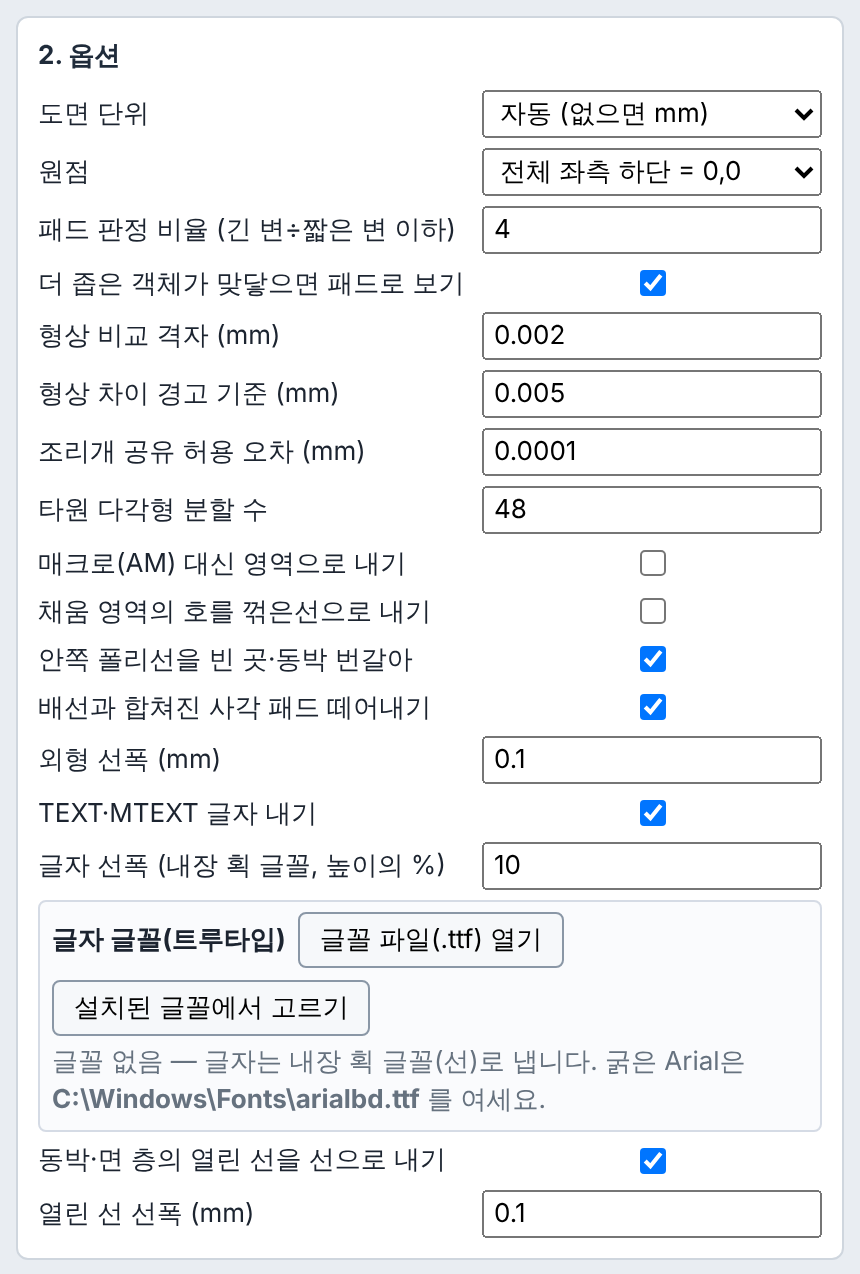 2. 옵션
도면 단위
자동 (없으면 mm)
원점
전체 좌측 하단 = 0,0
패드 판정 비율 (긴 변÷짧은 변 이하)
4
더 좁은 객체가 맞닿으면 패드로 보기
형상 비교 격자 (mm)
0.002
형상 차이 경고 기준 (mm)
0.005
조리개 공유 허용 오차 (mm)
0.0001
타원 다각형 분할 수
48
매크로(AM) 대신 영역으로 내기
채움 영역의 호를 꺾은선으로 내기
안쪽 폴리선을 빈 곳·동박 번갈아
배선과 합쳐진 사각 패드 떼어내기
외형 선폭 (mm)
0.1
TEXT·MTEXT 글자 내기
글자 선폭 (내장 획 글꼴, 높이의 %)
10
글자 글꼴(트루타입)
글꼴 파일(.ttf) 열기
설치된 글꼴에서 고르기
글꼴 없음 — 글자는 내장 획 글꼴(선)로 냅니다. 굵은 Arial은
C:\Windows\Fonts\arialbd.ttf 를 여세요.
동박·면 층의 열린 선을 선으로 내기
열린 선 선폭 (mm)
0.1